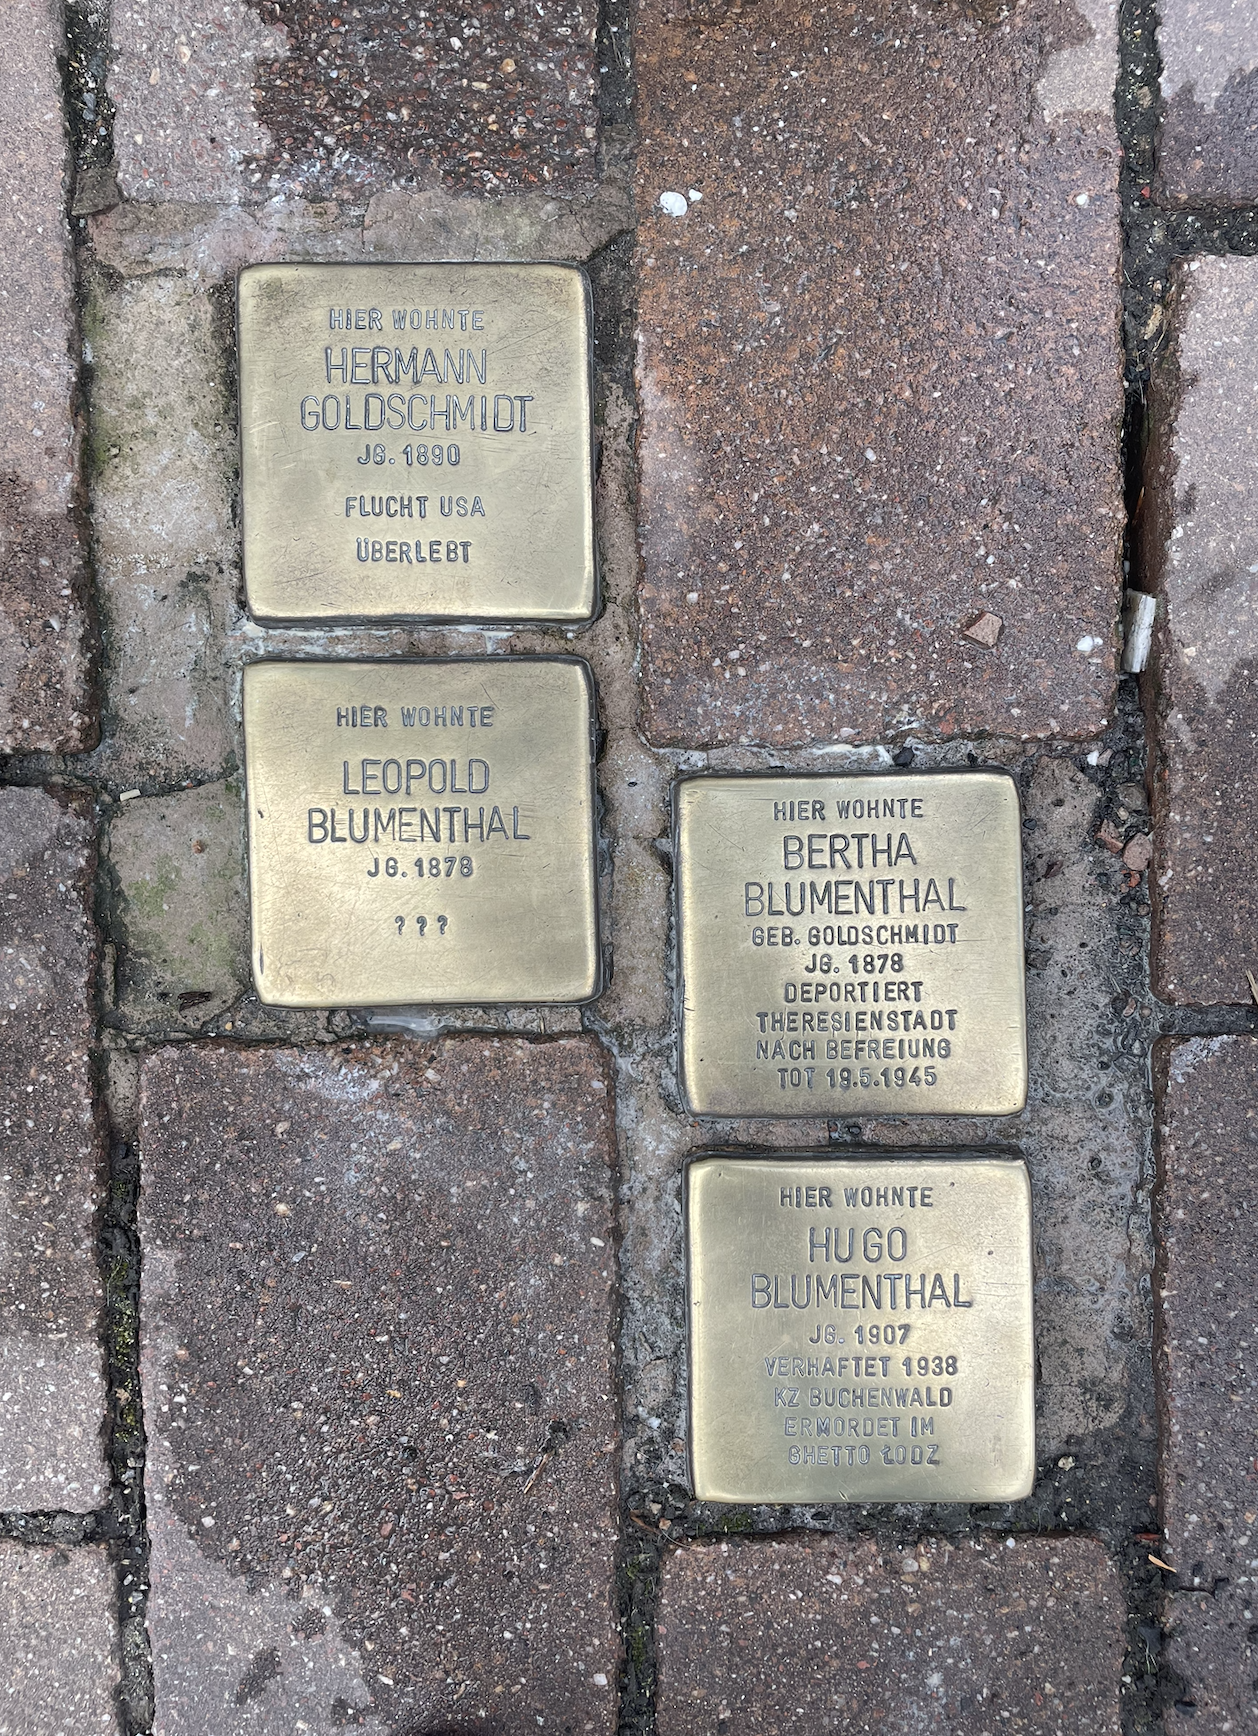 HIER WOHNTE
HERMANN
GOLDSCHMIDT
JG. 1890
FLUCHT USA
ÜBERLEBT
HIER WOHNTE
LEOPOLD
BLUMENTHAL
JG. 1878
? ? ?
HIER WOHNTE
BERTHA
BLUMENTHAL
GEB. GOLDSCHMIDT
JG. 1878
DEPORTIERT
THERESIENSTADT
NACH BEFREIUNG
TOT 19.5.1945
HIER WOHNTE
HUGO
BLUMENTHAL
JG. 1907
VERHAFTET 1938
KZ BUCHENWALD
ERMORDET IM
GHETTO ŁODZ